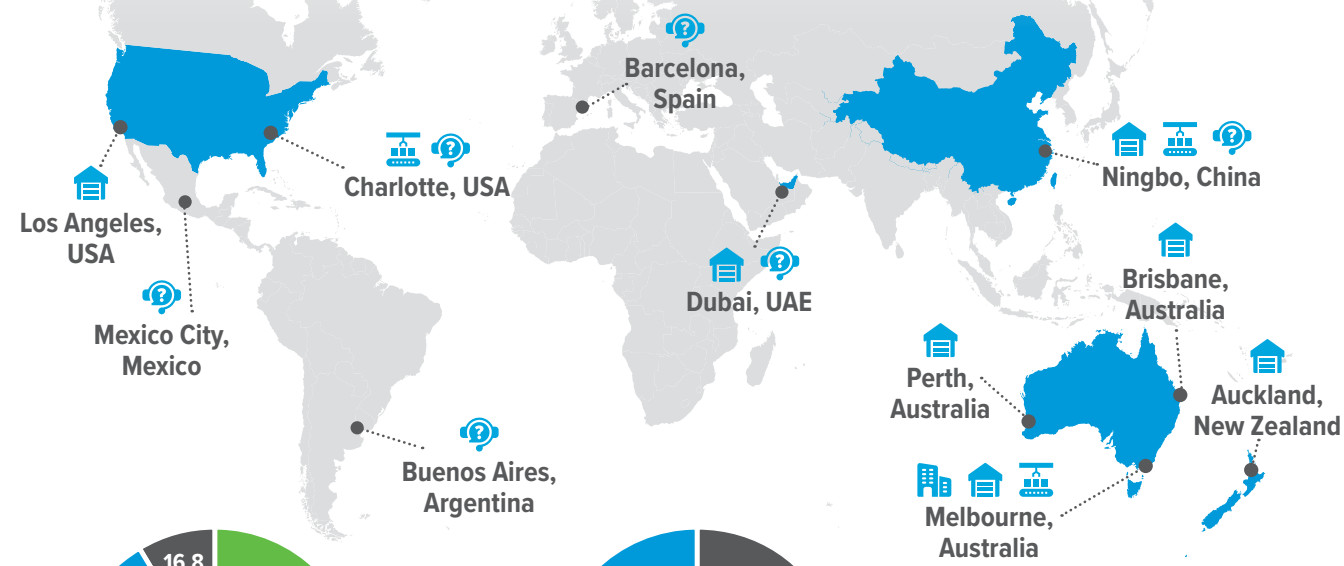 Barcelona,
Spain
Charlotte, USA
Ningbo, China
Los Angeles,
USA
Dubai, UAE
Brisbane,
Australia
Mexico City,
Mexico
Perth,
Australia
Auckland,
New Zealand
Buenos Aires,
Argentina
Melbourne,
Australia
16.8